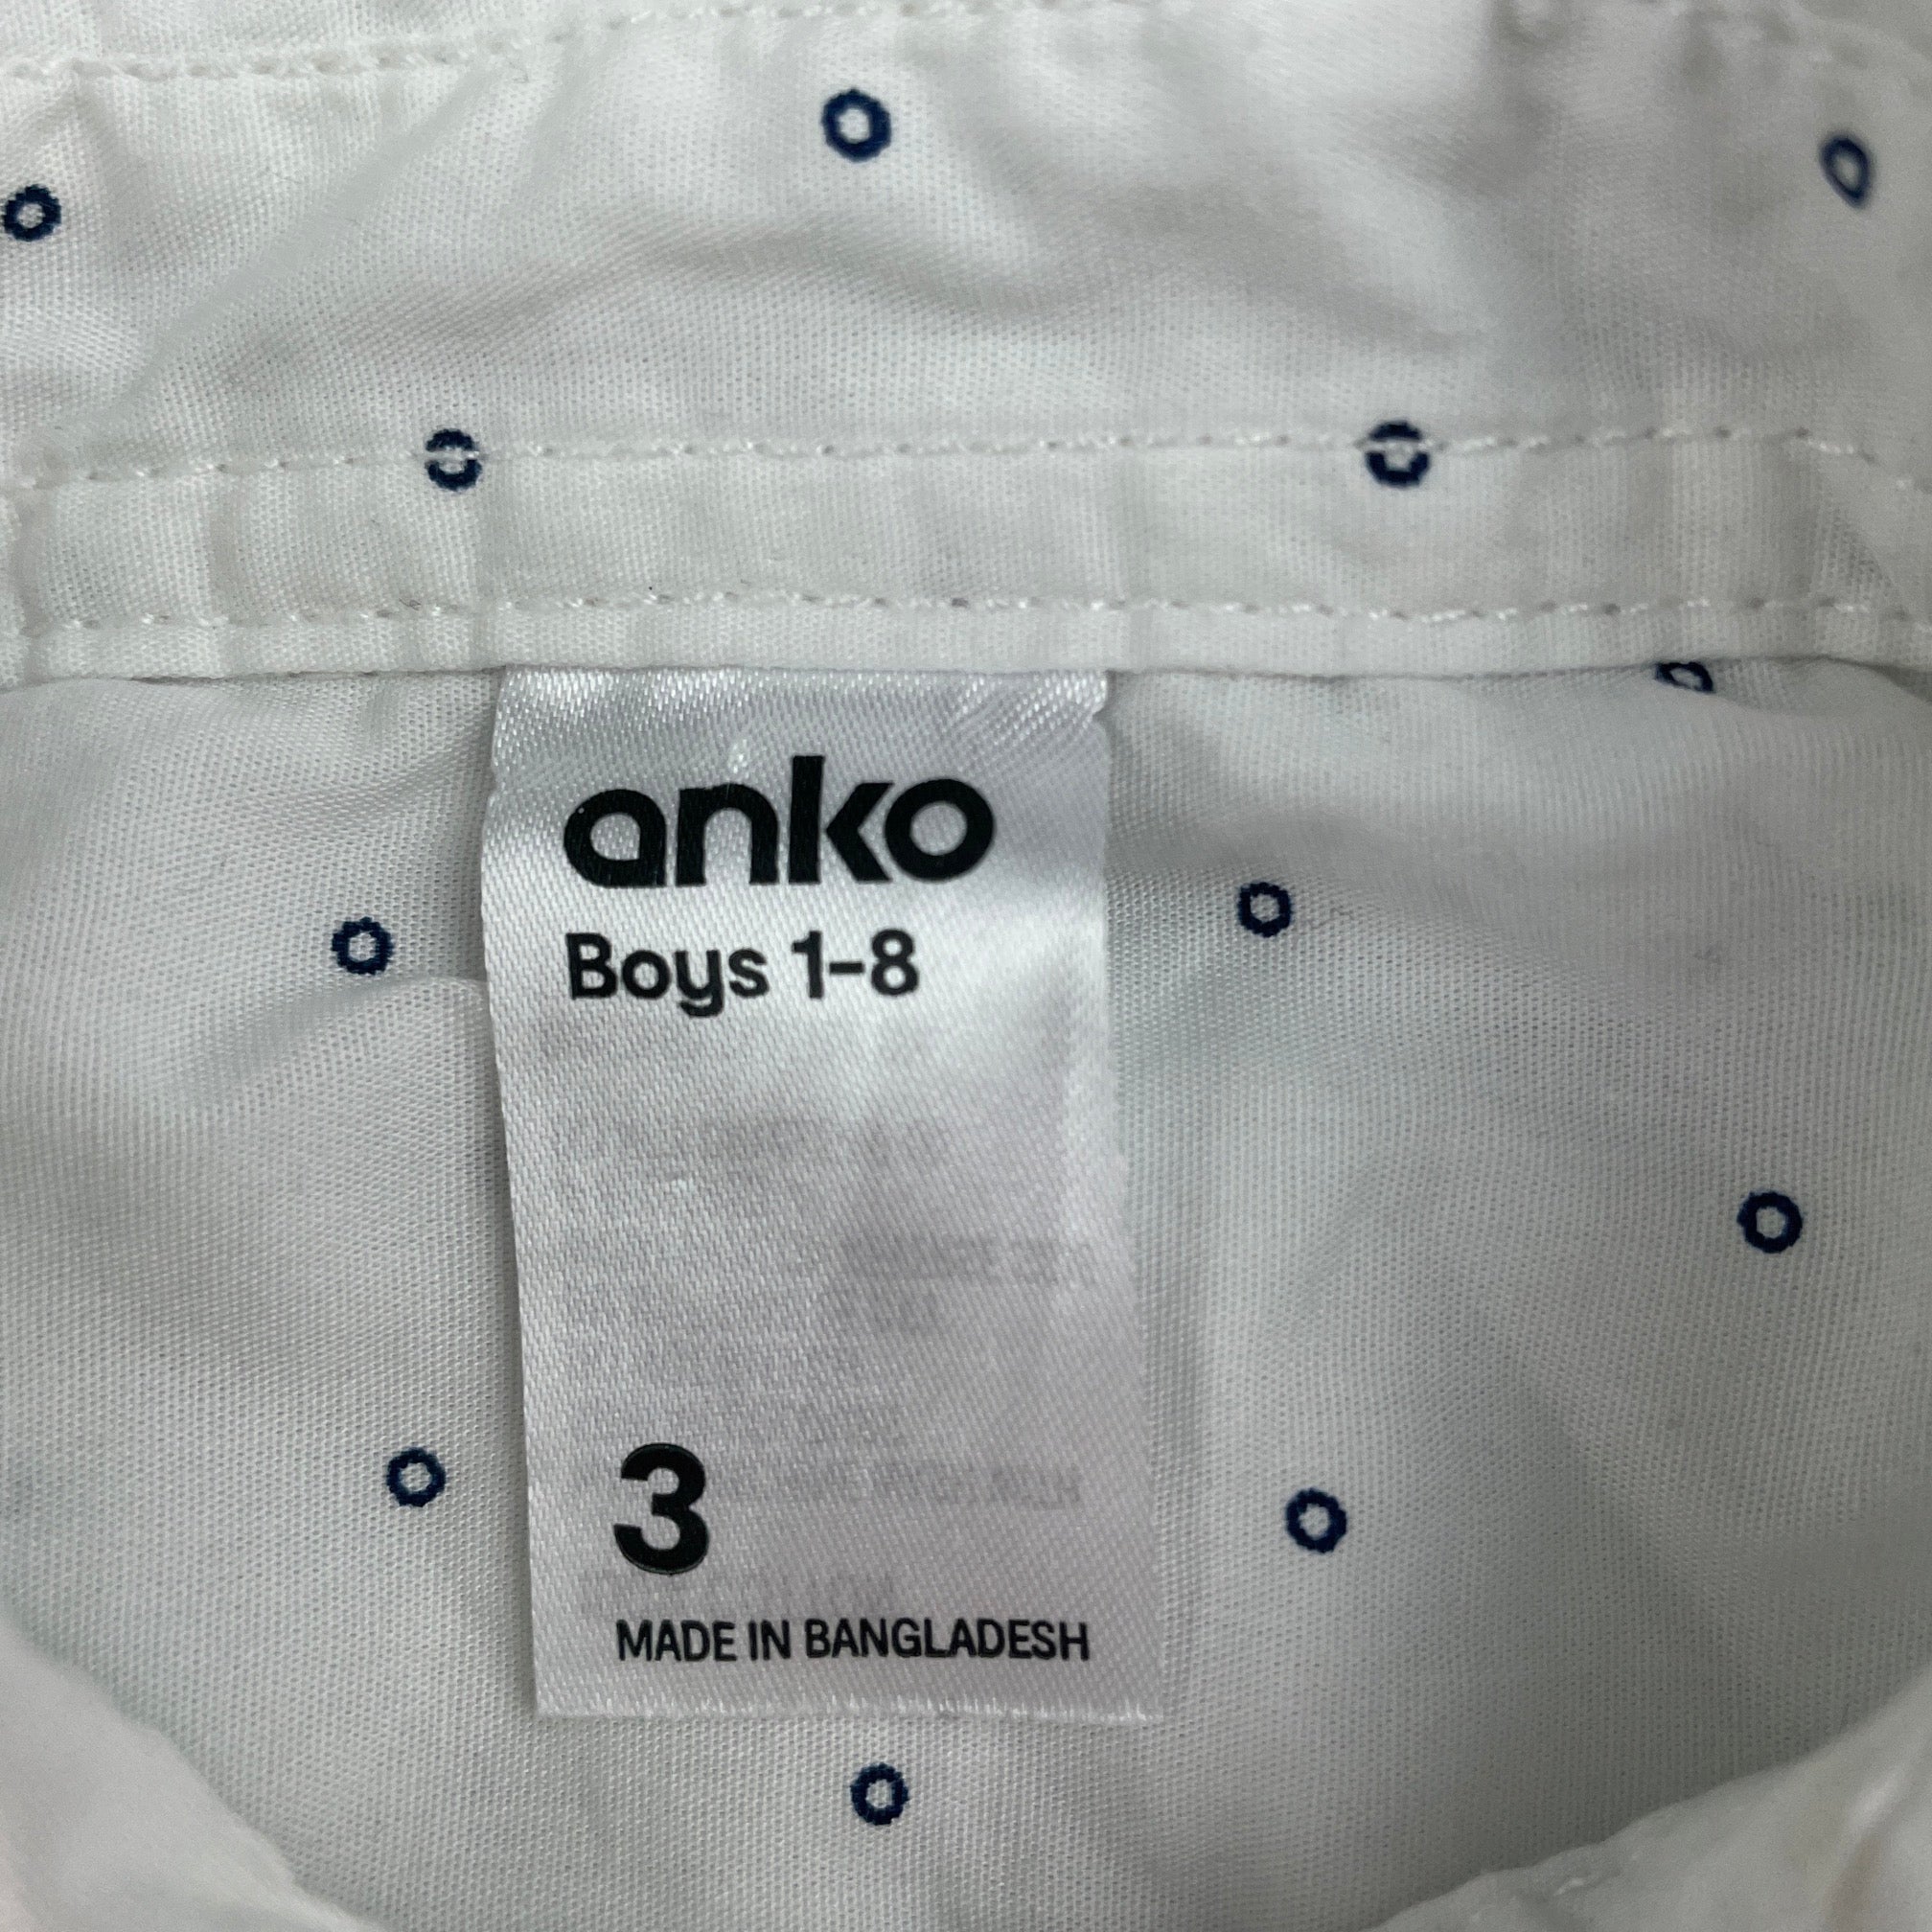 anko
Boys 1-8
3
MADE IN BANGLADESH